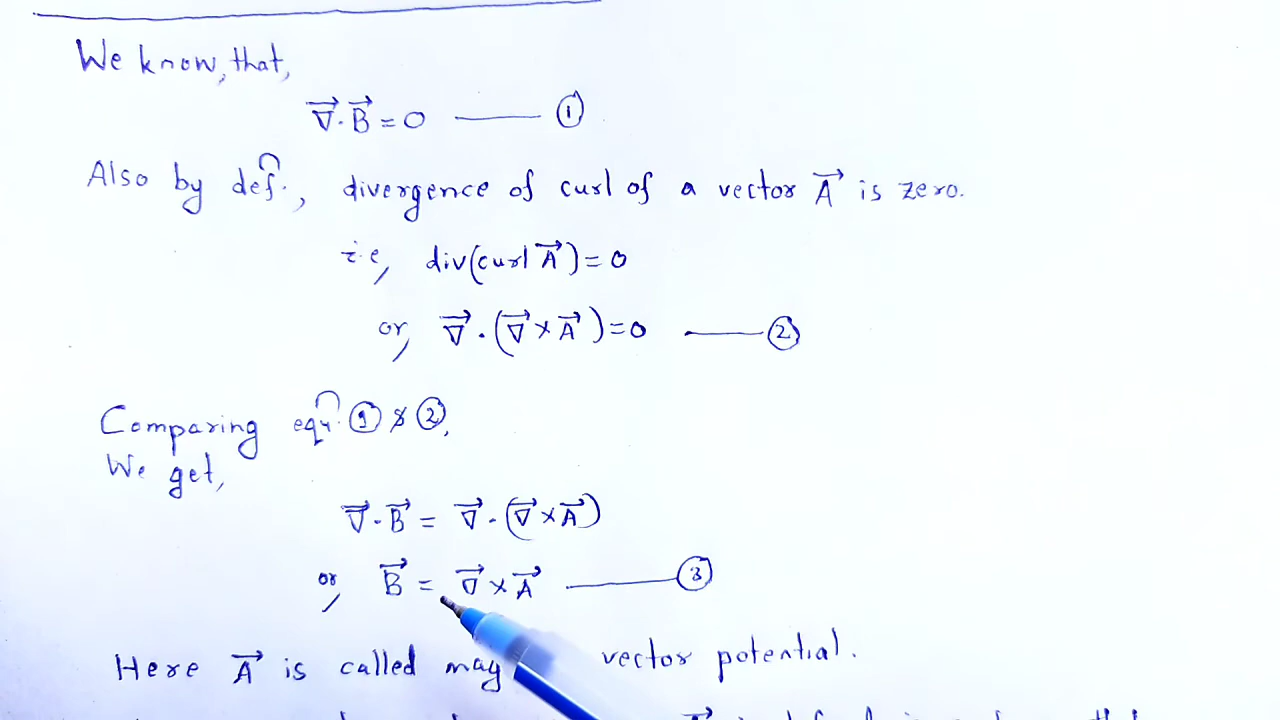 We know, that,
∇⃗·B⃗ = 0 —— ①
Also by defn., divergence of curl of a vector A⃗ is zero.
i.e, div(curl A⃗) = 0
or, ∇⃗·(∇⃗×A⃗) = 0 —— ②
Comparing equn. ① & ②,
We get,
∇⃗·B⃗ = ∇⃗·(∇⃗×A⃗)
or, B⃗ = ∇⃗×A⃗ —— ③
Here A⃗ is called mag vector potential.